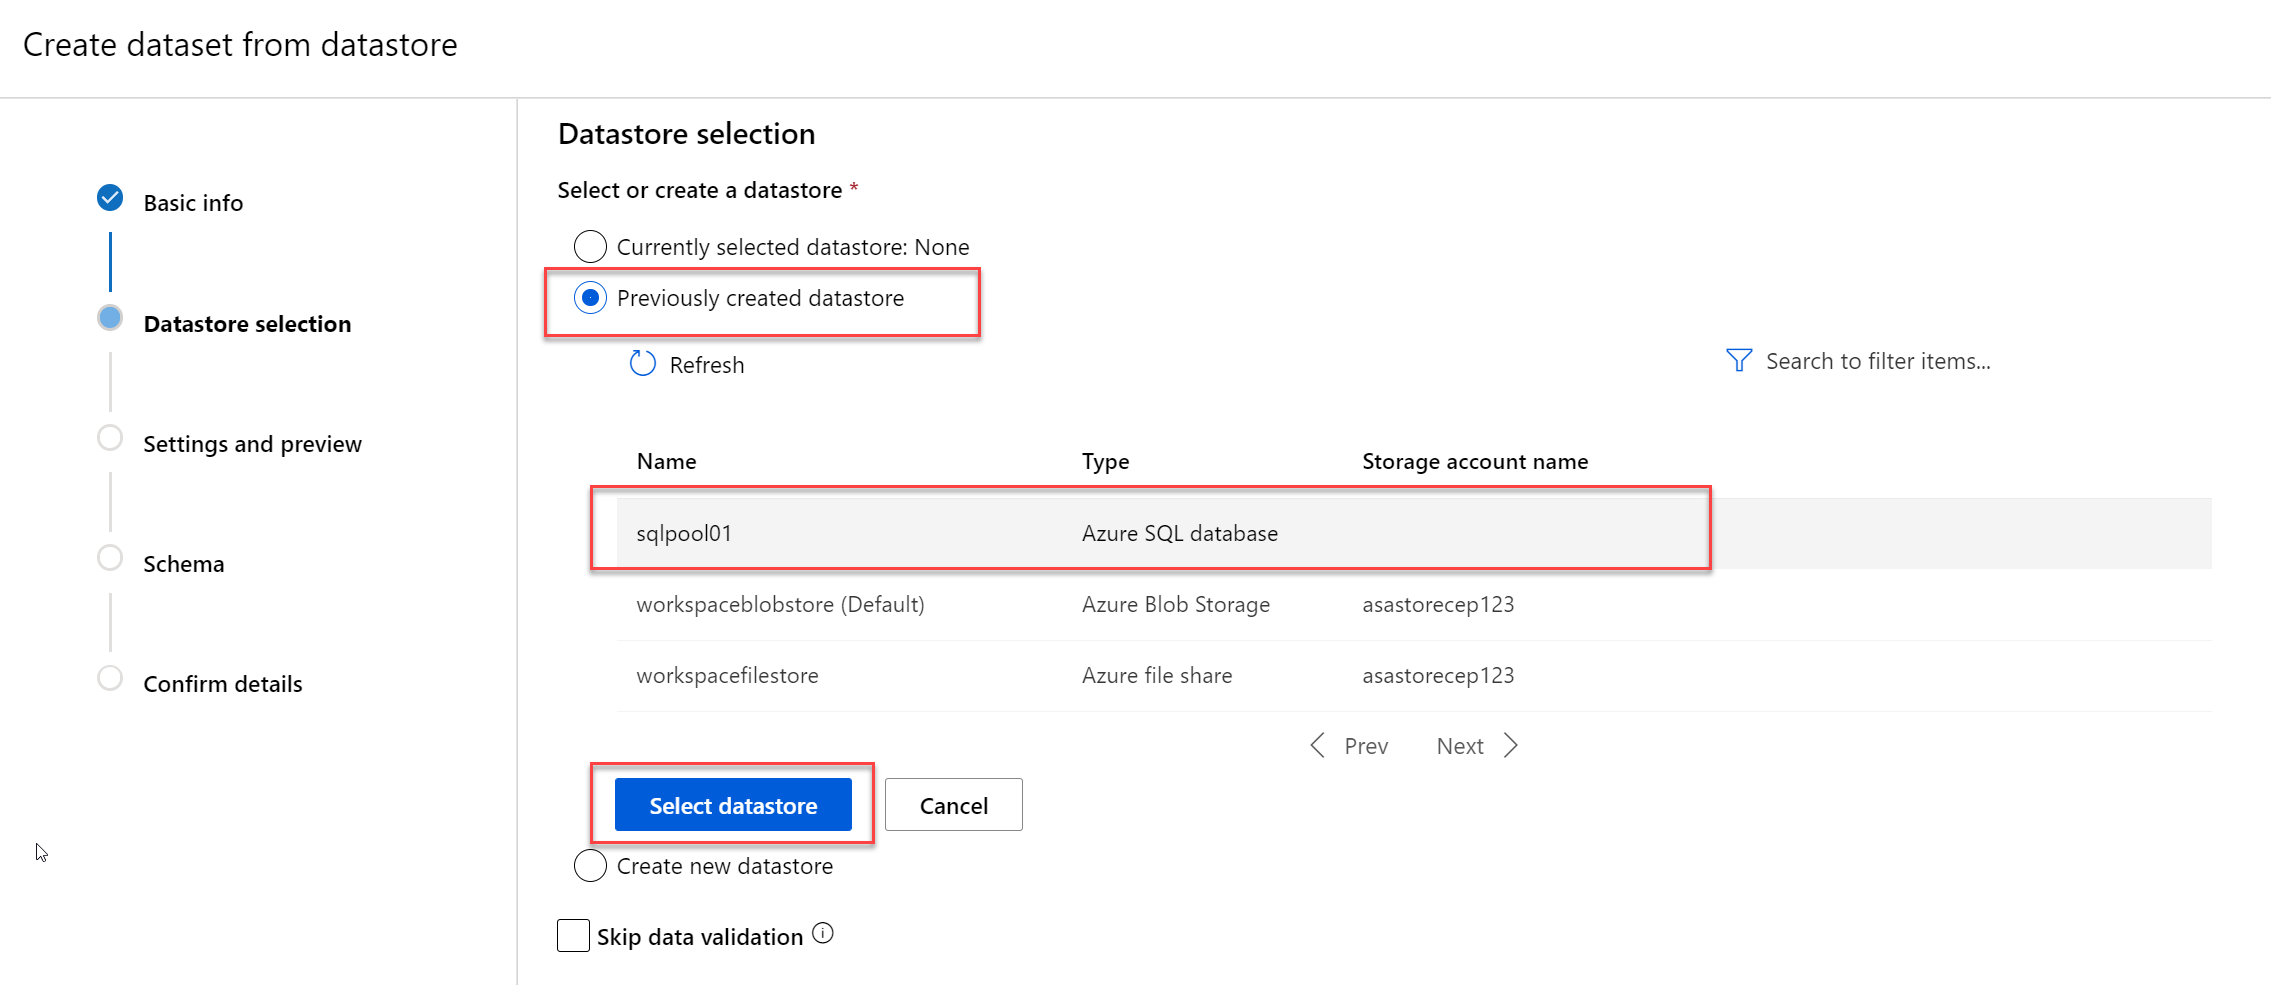 Create dataset from datastore
Basic info
Datastore selection
Settings and preview
Schema
Confirm details
Datastore selection
Select or create a datastore *
Currently selected datastore: None
Previously created datastore
Refresh
Search to filter items...
Name Type Storage account name
sqlpool01 Azure SQL database
workspaceblobstore (Default) Azure Blob Storage asastorecep123
workspacefilestore Azure file share asastorecep123
Prev Next
Select datastore Cancel
Create new datastore
Skip data validation